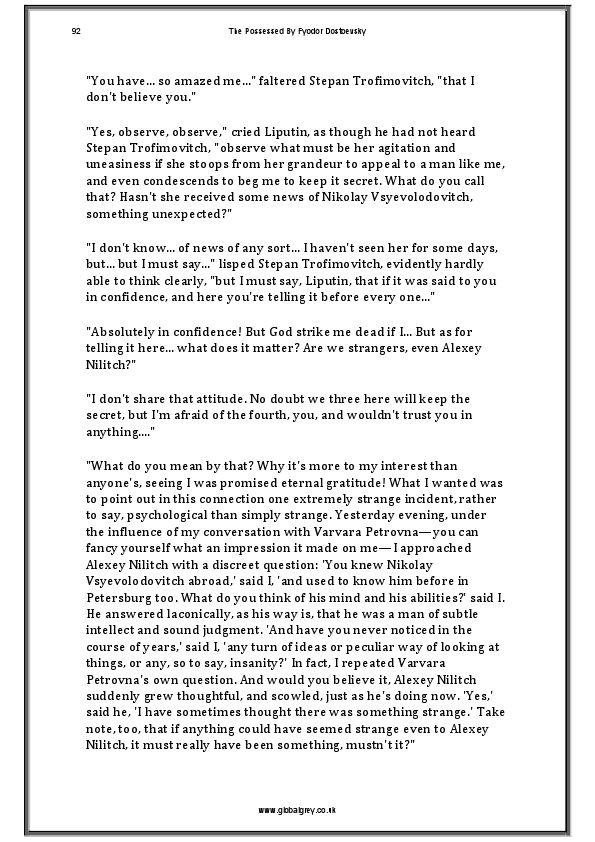 92
The Possessed By Fyodor Dostoevsky
"You have... so amazed me..." faltered Stepan Trofimovitch, "that I
don't believe you."
"Yes, observe, observe," cried Liputin, as though he had not heard
Stepan Trofimovitch, "observe what must be her agitation and
uneasiness if she stoops from her grandeur to appeal to a man like me,
and even condescends to beg me to keep it secret. What do you call
that? Hasn't she received some news of Nikolay Vsyevolodovitch,
something unexpected?"
"I don't know... of news of any sort... I haven't seen her for some days,
but... but I must say..." lisped Stepan Trofimovitch, evidently hardly
able to think clearly, "but I must say, Liputin, that if it was said to you
in confidence, and here you're telling it before every one..."
"Absolutely in confidence! But God strike me dead if I... But as for
telling it here... what does it matter? Are we strangers, even Alexey
Nilitch?"
"I don't share that attitude. No doubt we three here will keep the
secret, but I'm afraid of the fourth, you, and wouldn't trust you in
anything...."
"What do you mean by that? Why it's more to my interest than
anyone's, seeing I was promised eternal gratitude! What I wanted was
to point out in this connection one extremely strange incident, rather
to say, psychological than simply strange. Yesterday evening, under
the influence of my conversation with Varvara Petrovna—you can
fancy yourself what an impression it made on me—I approached
Alexey Nilitch with a discreet question: 'You knew Nikolay
Vsyevolodovitch abroad,' said I, 'and used to know him before in
Petersburg too. What do you think of his mind and his abilities?' said I.
He answered laconically, as his way is, that he was a man of subtle
intellect and sound judgment. 'And have you never noticed in the
course of years,' said I, 'any turn of ideas or peculiar way of looking at
things, or any, so to say, insanity?' In fact, I repeated Varvara
Petrovna's own question. And would you believe it, Alexey Nilitch
suddenly grew thoughtful, and scowled, just as he's doing now. 'Yes,'
said he, 'I have sometimes thought there was something strange.' Take
note, too, that if anything could have seemed strange even to Alexey
Nilitch, it must really have been something, mustn't it?"
www.globalgrey.co.uk